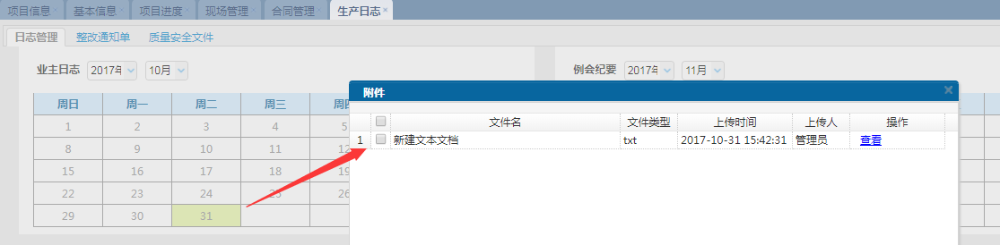 项目信息 基本信息 项目进度 现场管理 合同管理 生产日志
日志管理 整改通知单 质量安全文件
业主日志 2017年 10月
例会纪要 2017年 11月
周日 周一 周二 周三 周四
1 2 3 4 5
8 9 10 11 12
15 16 17 18 19
22 23 24 25 26
29 30 31
附件
文件名 文件类型 上传时间 上传人 操作
1 新建文本文档 txt 2017-10-31 15:42:31 管理员 查看